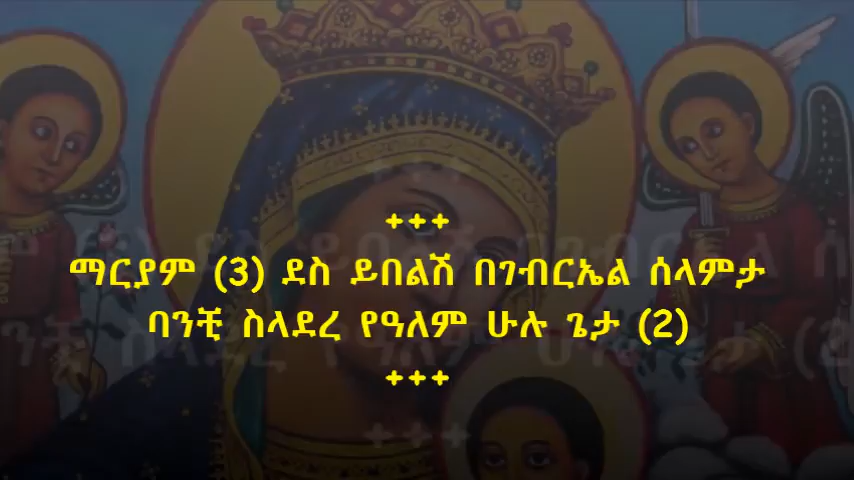 +++
ማርያም (3) ደስ ይበልሽ በገብርኤል ሰላምታ
ባንቺ ስላደረ የዓለም ሁሉ ጌታ (2)
+++